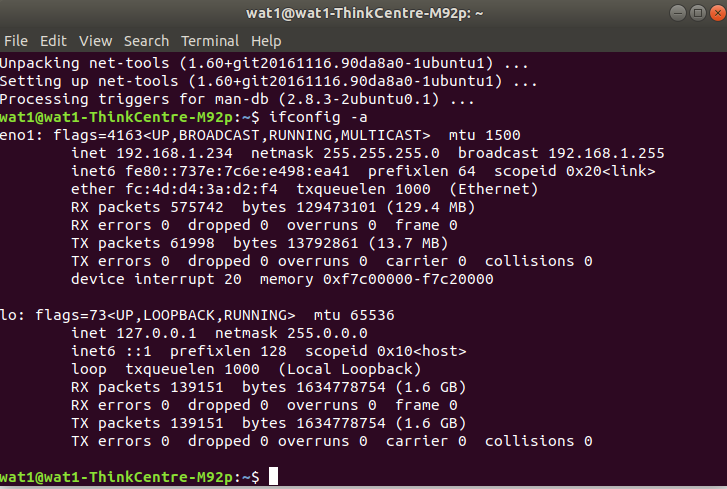 wat1@wat1-ThinkCentre-M92p: ~
File Edit View Search Terminal Help
Unpacking net-tools (1.60+git20161116.90da8a0-1ubuntu1) ...
Setting up net-tools (1.60+git20161116.90da8a0-1ubuntu1) ...
Processing triggers for man-db (2.8.3-2ubuntu0.1) ...
wat1@wat1-ThinkCentre-M92p:~$ ifconfig -a
eno1: flags=4163<UP,BROADCAST,RUNNING,MULTICAST>  mtu 1500
        inet 192.168.1.234  netmask 255.255.255.0  broadcast 192.168.1.255
        inet6 fe80::737e:7c6e:e498:ea41  prefixlen 64  scopeid 0x20<link>
        ether fc:4d:d4:3a:d2:f4  txqueuelen 1000  (Ethernet)
        RX packets 575742  bytes 129473101 (129.4 MB)
        RX errors 0  dropped 0  overruns 0  frame 0
        TX packets 61998  bytes 13792861 (13.7 MB)
        TX errors 0  dropped 0 overruns 0  carrier 0  collisions 0
        device interrupt 20  memory 0xf7c00000-f7c20000
lo: flags=73<UP,LOOPBACK,RUNNING>  mtu 65536
        inet 127.0.0.1  netmask 255.0.0.0
        inet6 ::1  prefixlen 128  scopeid 0x10<host>
        loop  txqueuelen 1000  (Local Loopback)
        RX packets 139151  bytes 1634778754 (1.6 GB)
        RX errors 0  dropped 0  overruns 0  frame 0
        TX packets 139151  bytes 1634778754 (1.6 GB)
        TX errors 0  dropped 0 overruns 0  carrier 0  collisions 0
wat1@wat1-ThinkCentre-M92p:~$